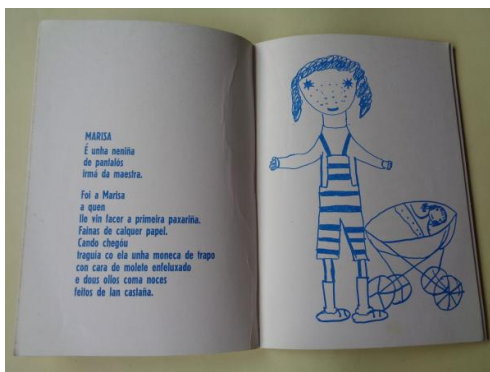 MARISA
É unha neniña
de pantalós
irmá da maestra.
Foi a Marisa
a quen
lle vin facer a primeira paxariña.
Fainas de calquer papel.
Cando chegóu
traguía co ela unha moneca de trapo
con cara de molete enfeluxado
e dous ollos coma noces
feitos de lan castaña.